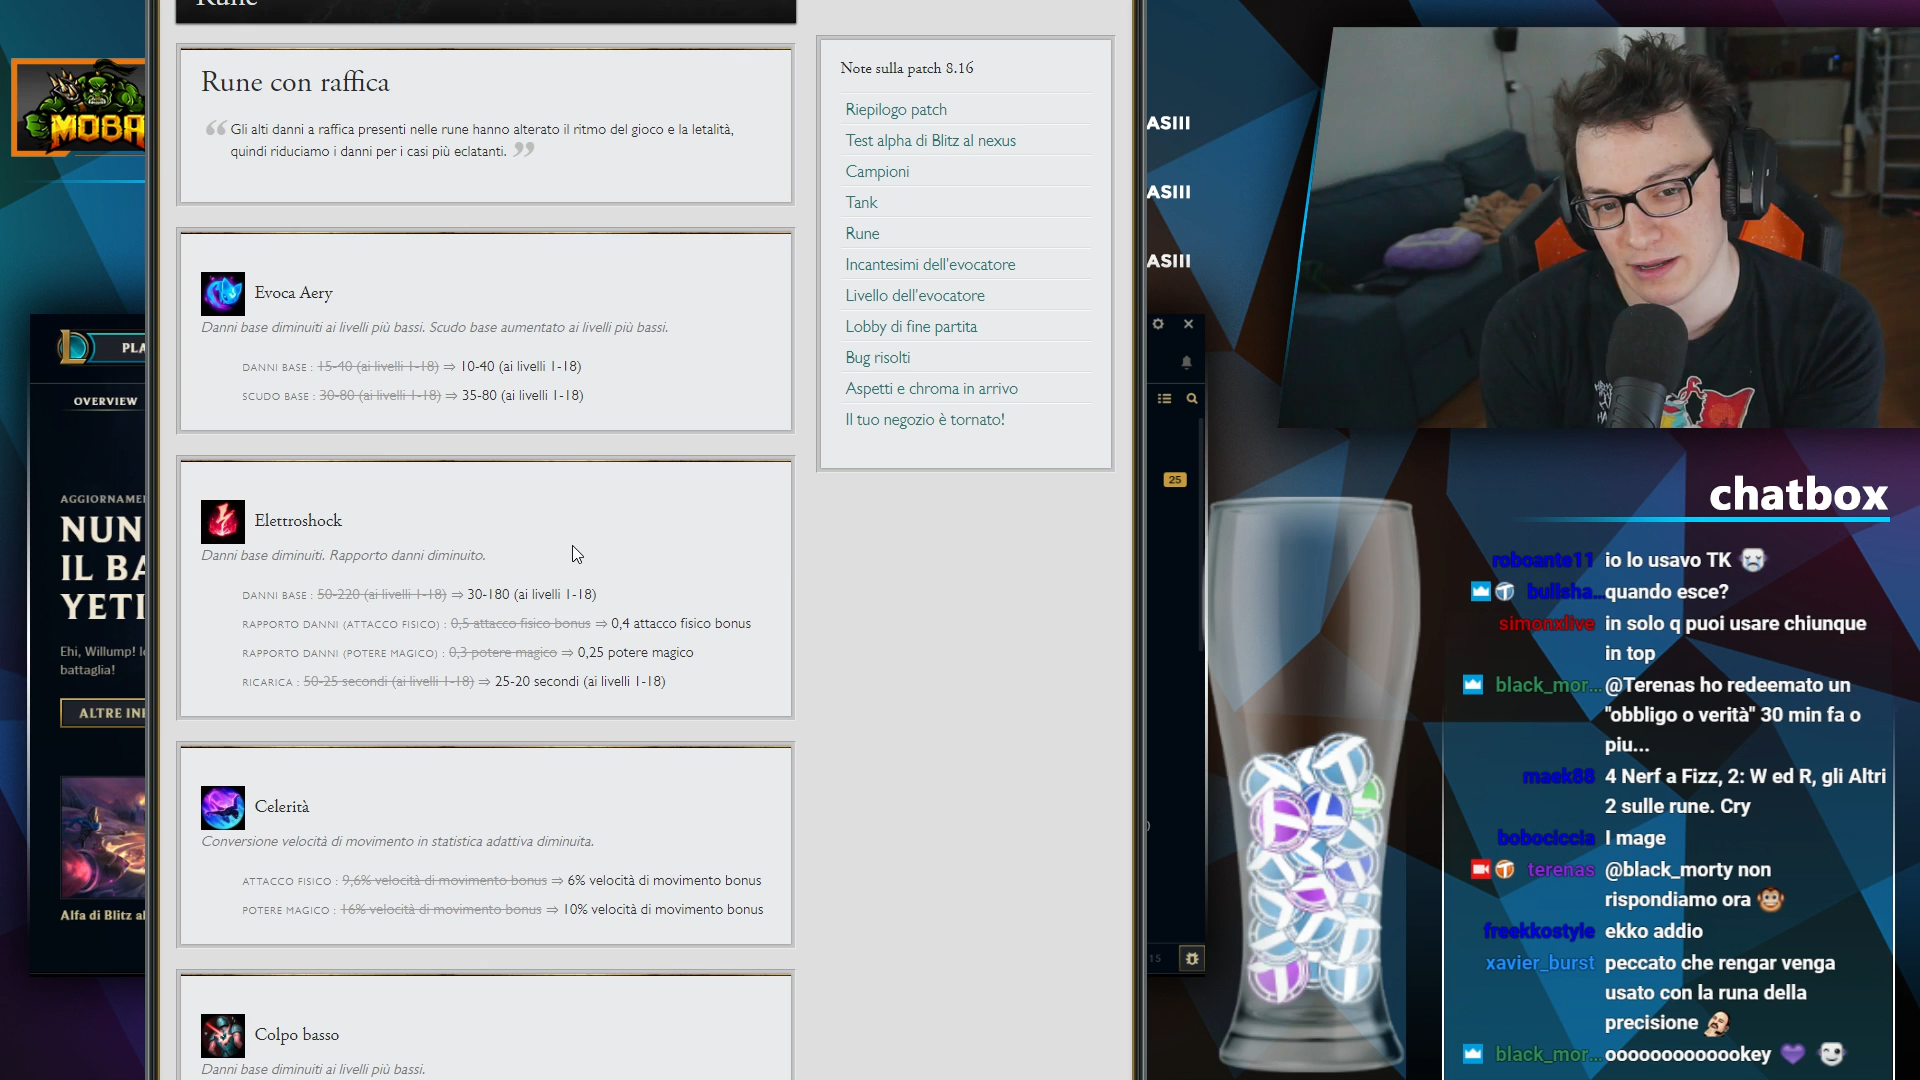 Rune
Rune con raffica
Gli alti danni a raffica presenti nelle rune hanno alterato il ritmo del gioco e la letalità,
quindi riduciamo i danni per i casi più eclatanti.
Evoca Aery
Danni base diminuiti ai livelli più bassi. Scudo base aumentato ai livelli più bassi.
DANNI BASE : 15-40 (ai livelli 1-18) ⇒ 10-40 (ai livelli 1-18)
SCUDO BASE : 30-80 (ai livelli 1-18) ⇒ 35-80 (ai livelli 1-18)
Elettroshock
Danni base diminuiti. Rapporto danni diminuito.
DANNI BASE : 50-220 (ai livelli 1-18) ⇒ 30-180 (ai livelli 1-18)
RAPPORTO DANNI (ATTACCO FISICO) : 0,5 attacco fisico bonus ⇒ 0,4 attacco fisico bonus
RAPPORTO DANNI (POTERE MAGICO) : 0,3 potere magico ⇒ 0,25 potere magico
RICARICA : 50-25 secondi (ai livelli 1-18) ⇒ 25-20 secondi (ai livelli 1-18)
Celerità
Conversione velocità di movimento in statistica adattiva diminuita.
ATTACCO FISICO : 9,6% velocità di movimento bonus ⇒ 6% velocità di movimento bonus
POTERE MAGICO : 16% velocità di movimento bonus ⇒ 10% velocità di movimento bonus
Colpo basso
Danni base diminuiti ai livelli più bassi.
Note sulla patch 8.16
Riepilogo patch
Test alpha di Blitz al nexus
Campioni
Tank
Rune
Incantesimi dell'evocatore
Livello dell'evocatore
Lobby di fine partita
Bug risolti
Aspetti e chroma in arrivo
Il tuo negozio è tornato!
MOBA
PLA
OVERVIEW
AGGIORNAME
NUN
IL BA
YETI
Ehi, Willump! Io
battaglia!
ALTRE IN
Alfa di Blitz al
ASIII
ASIII
ASIII
25
15
chatbox
roboante11 io lo usavo TK
bullsha... quando esce?
simonxlive in solo q puoi usare chiunque
in top
black_mor... @Terenas ho redeemato un
"obbligo o verità" 30 min fa o
piu...
maek88 4 Nerf a Fizz, 2: W ed R, gli Altri
2 sulle rune. Cry
bobociccia I mage
terenas @black_morty non
rispondiamo ora
freekkostyle ekko addio
xavier_burst peccato che rengar venga
usato con la runa della
precisione
black_mor... ooooooooooookey